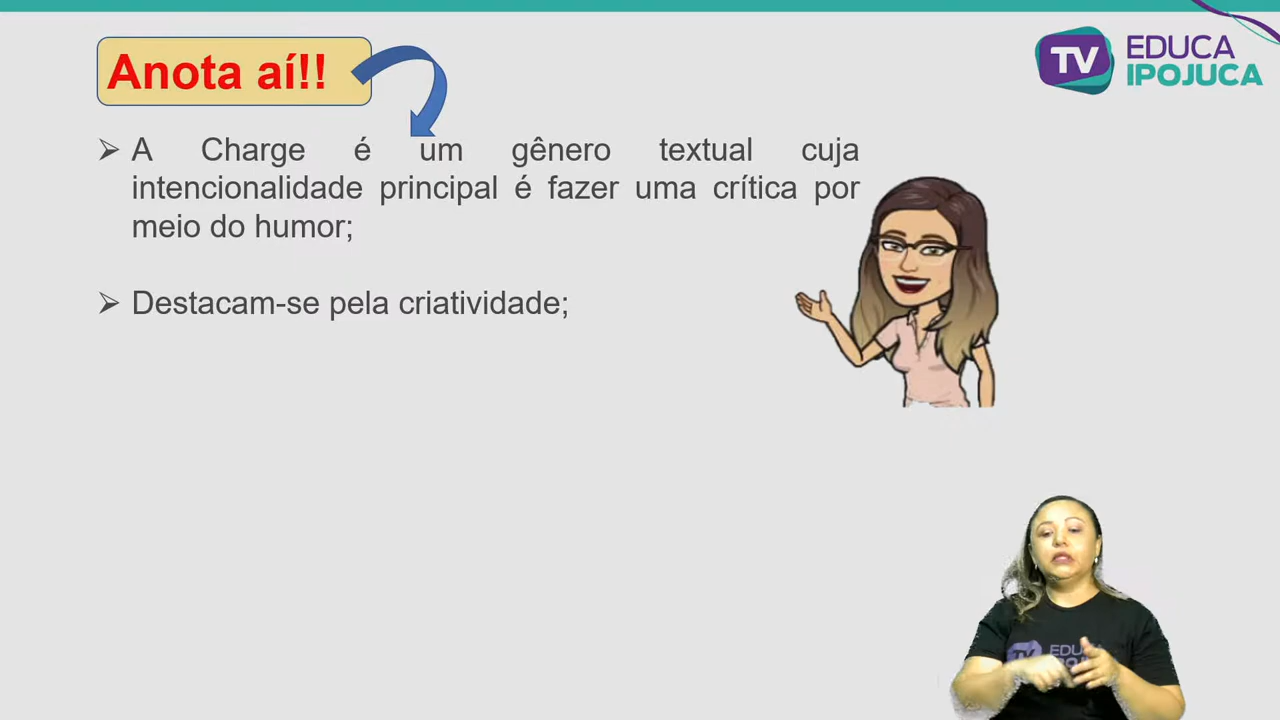 Anota aí!!
TV EDUCA
IPOJUCA
A Charge é um gênero textual cuja
intencionalidade principal é fazer uma crítica por
meio do humor;
Destacam-se pela criatividade;
TV